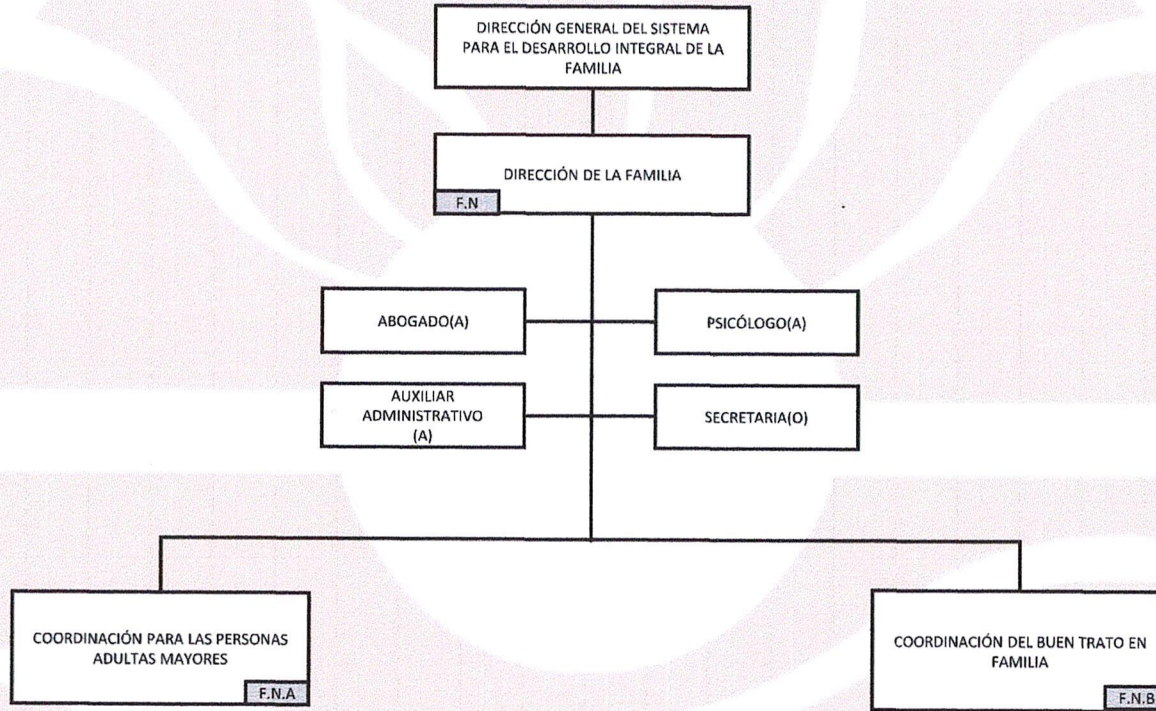 DIRECCIÓN GENERAL DEL SISTEMA
PARA EL DESARROLLO INTEGRAL DE LA
FAMILIA
DIRECCIÓN DE LA FAMILIA
F.N
ABOGADO(A)
PSICÓLOGO(A)
AUXILIAR
ADMINISTRATIVO
(A)
SECRETARIA(O)
COORDINACIÓN PARA LAS PERSONAS
ADULTAS MAYORES
F.N.A
COORDINACIÓN DEL BUEN TRATO EN
FAMILIA
F.N.B